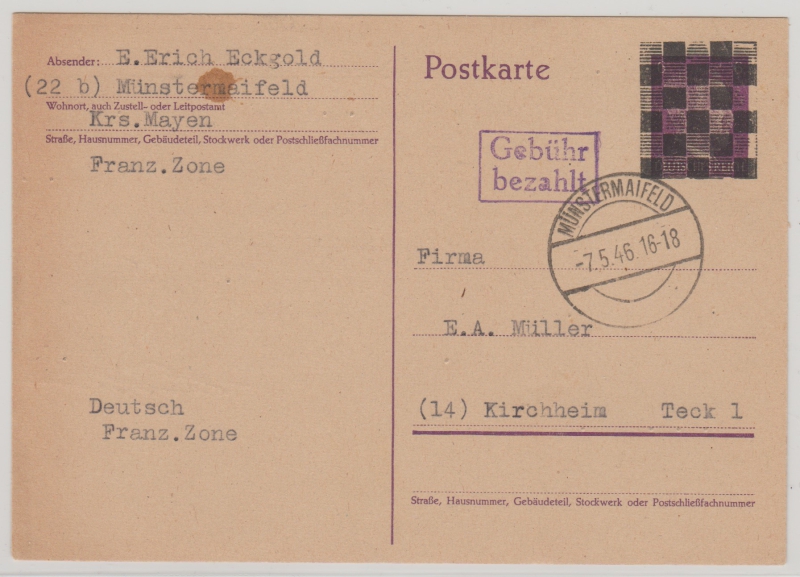 Absender: E.Erich Eckgold
(22 b) Münstermaifeld
Wohnort, auch Zustell- oder Leitpostamt
Krs.Mayen
Straße, Hausnummer, Gebäudeteil, Stockwerk oder Postschließfachnummer
Franz.Zone
Deutsch
Franz.Zone
Postkarte
Gebühr
bezahlt
MÜNSTERMAIFELD
-7.5.46.16-18
Firma
E.A. Müller
(14) Kirchheim Teck 1
Straße, Hausnummer, Gebäudeteil, Stockwerk oder Postschließfachnummer